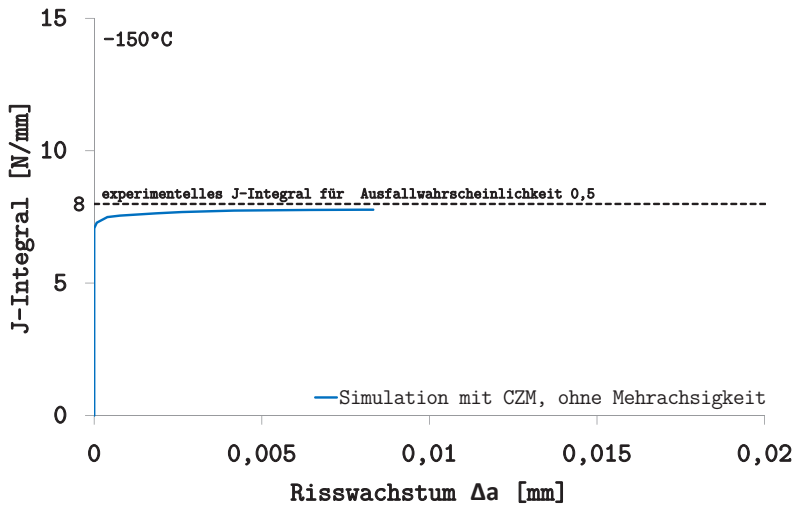 15
-150°C
10
experimentelles J-Integral für Ausfallwahrscheinlichkeit 0,5
8
5
0
J-Integral [N/mm]
Simulation mit CZM, ohne Mehrachsigkeit
0 0,005 0,01 0,015 0,02
Risswachstum Δa [mm]